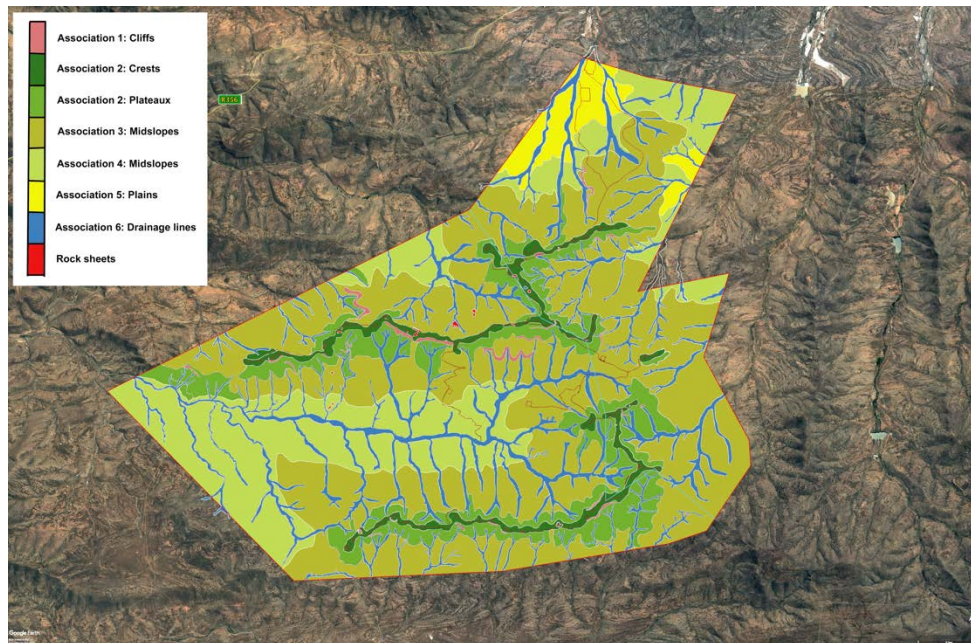 Association 1: Cliffs
Association 2: Crests
R356
Association 2: Plateaux
Association 3: Midslopes
Association 4: Midslopes
Association 5: Plains
Association 6: Drainage lines
Rock sheets
Google Earth